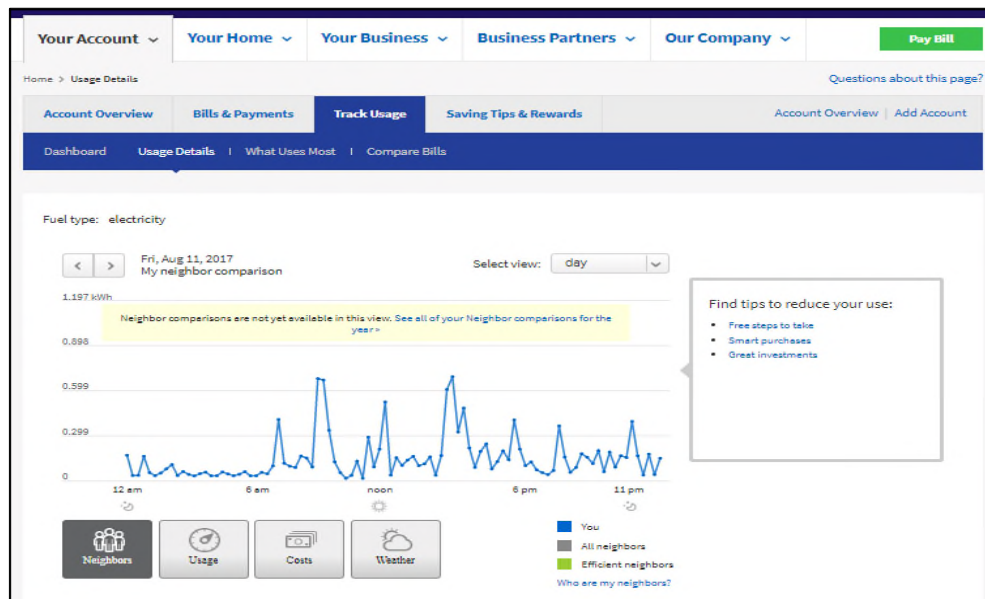 Your Account Your Home Your Business Business Partners Our Company Pay Bill
Home > Usage Details Questions about this page?
Account Overview Bills & Payments Track Usage Saving Tips & Rewards Account Overview | Add Account
Dashboard Usage Details | What Uses Most | Compare Bills
Fuel type: electricity
Fri, Aug 11, 2017
My neighbor comparison
Select view: day
1.197 kWh
Neighbor comparisons are not yet available in this view. See all of your Neighbor comparisons for the
year »
0.898
0.599
0.299
0
12 am 6 am noon 6 pm 11 pm
Find tips to reduce your use:
• Free steps to take
• Smart purchases
• Great investments
Neighbors Usage Costs Weather
You
All neighbors
Efficient neighbors
Who are my neighbors?